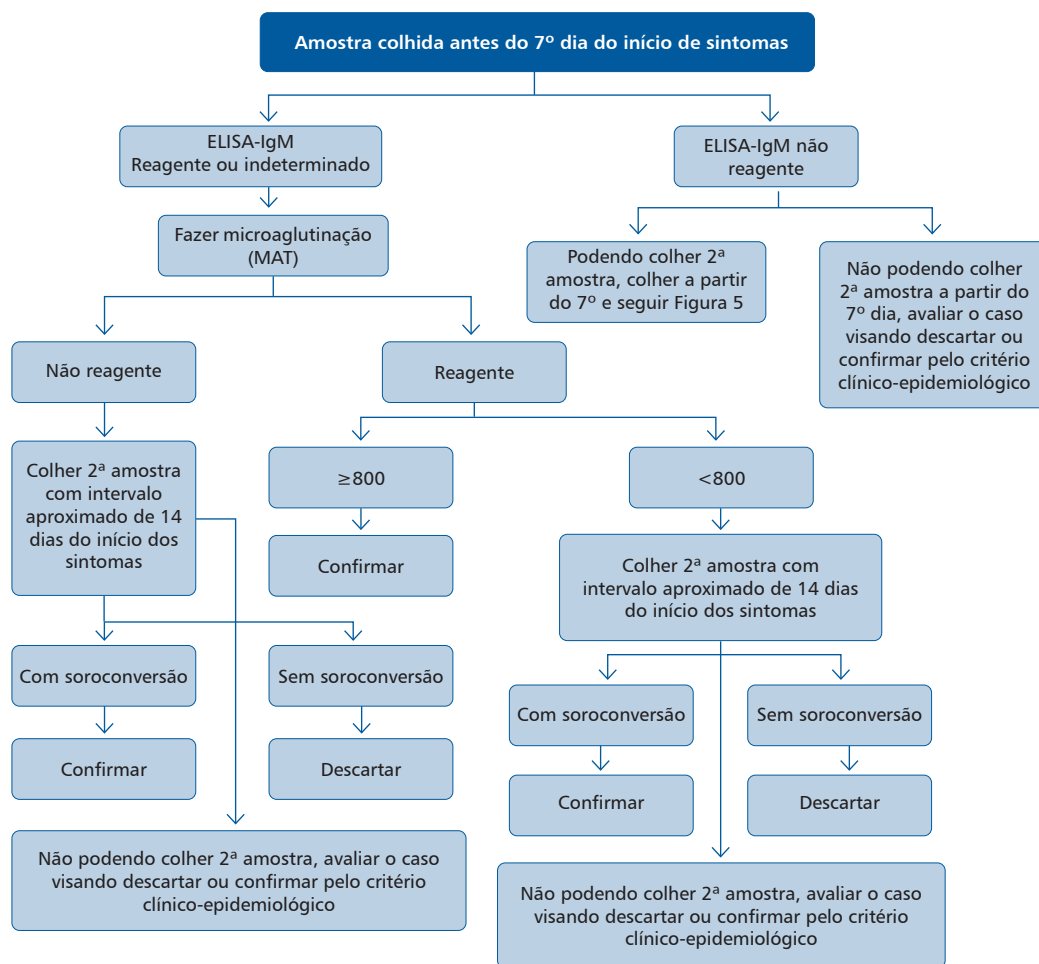 Amostra colhida antes do 7º dia do início de sintomas
ELISA-IgM
Reagente ou indeterminado
ELISA-IgM não
reagente
Fazer microaglutinação
(MAT)
Podendo colher 2ª
amostra, colher a partir
do 7º e seguir Figura 5
Não podendo colher
2ª amostra a partir do
7º dia, avaliar o caso
visando descartar ou
confirmar pelo critério
clínico-epidemiológico
Não reagente
Reagente
Colher 2ª amostra
com intervalo
aproximado de 14
dias do início dos
sintomas
≥800
<800
Confirmar
Colher 2ª amostra com
intervalo aproximado de 14 dias
do início dos sintomas
Com soroconversão
Sem soroconversão
Confirmar
Descartar
Com soroconversão
Sem soroconversão
Confirmar
Descartar
Não podendo colher 2ª amostra, avaliar o caso
visando descartar ou confirmar pelo critério
clínico-epidemiológico
Não podendo colher 2ª amostra, avaliar o caso
visando descartar ou confirmar pelo critério
clínico-epidemiológico